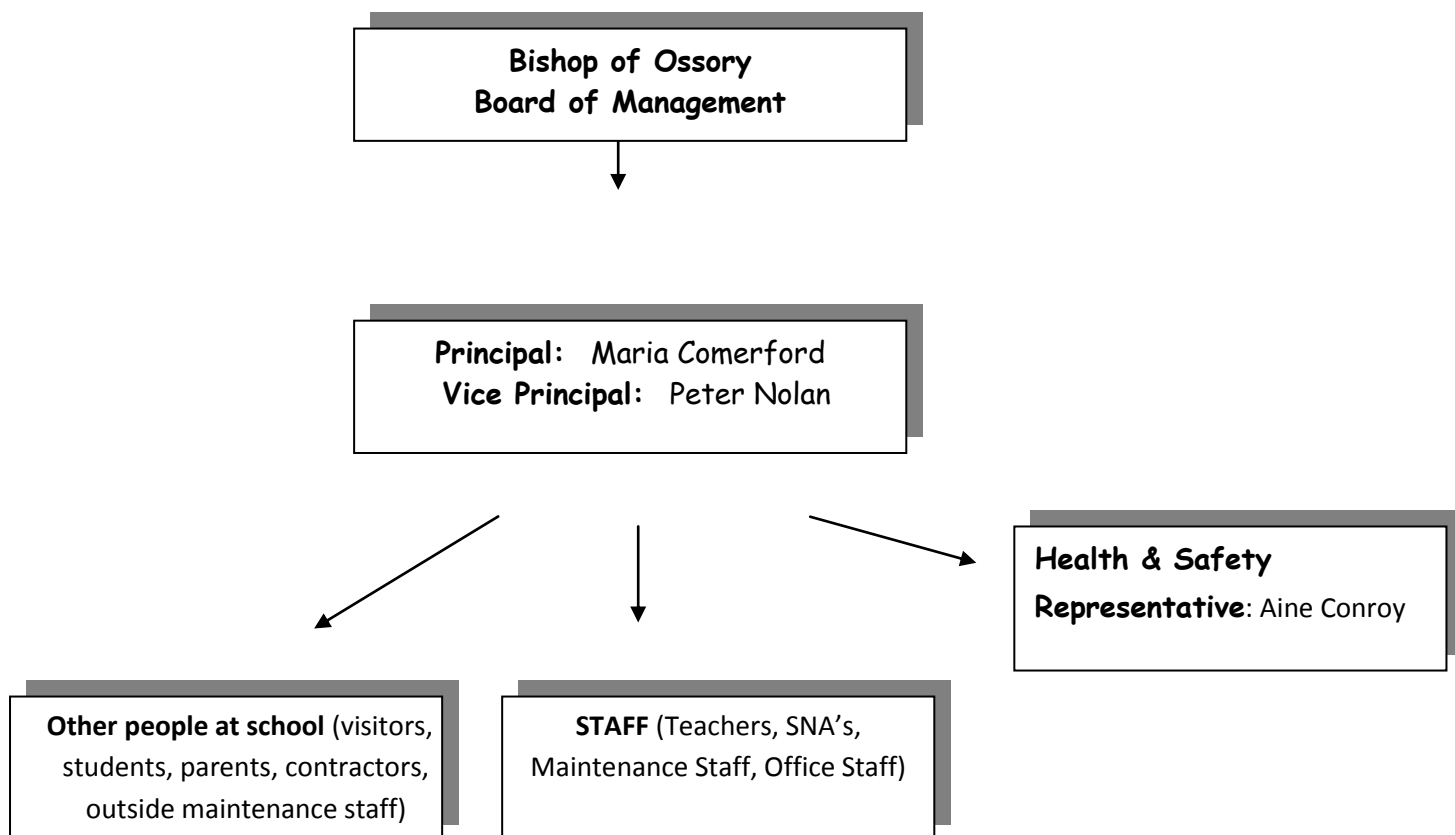 Bishop of Ossory
Board of Management
Principal: Maria Comerford
Vice Principal: Peter Nolan
Health & Safety
Representative: Aine Conroy
Other people at school (visitors,
students, parents, contractors,
outside maintenance staff)
STAFF (Teachers, SNA’s,
Maintenance Staff, Office Staff)